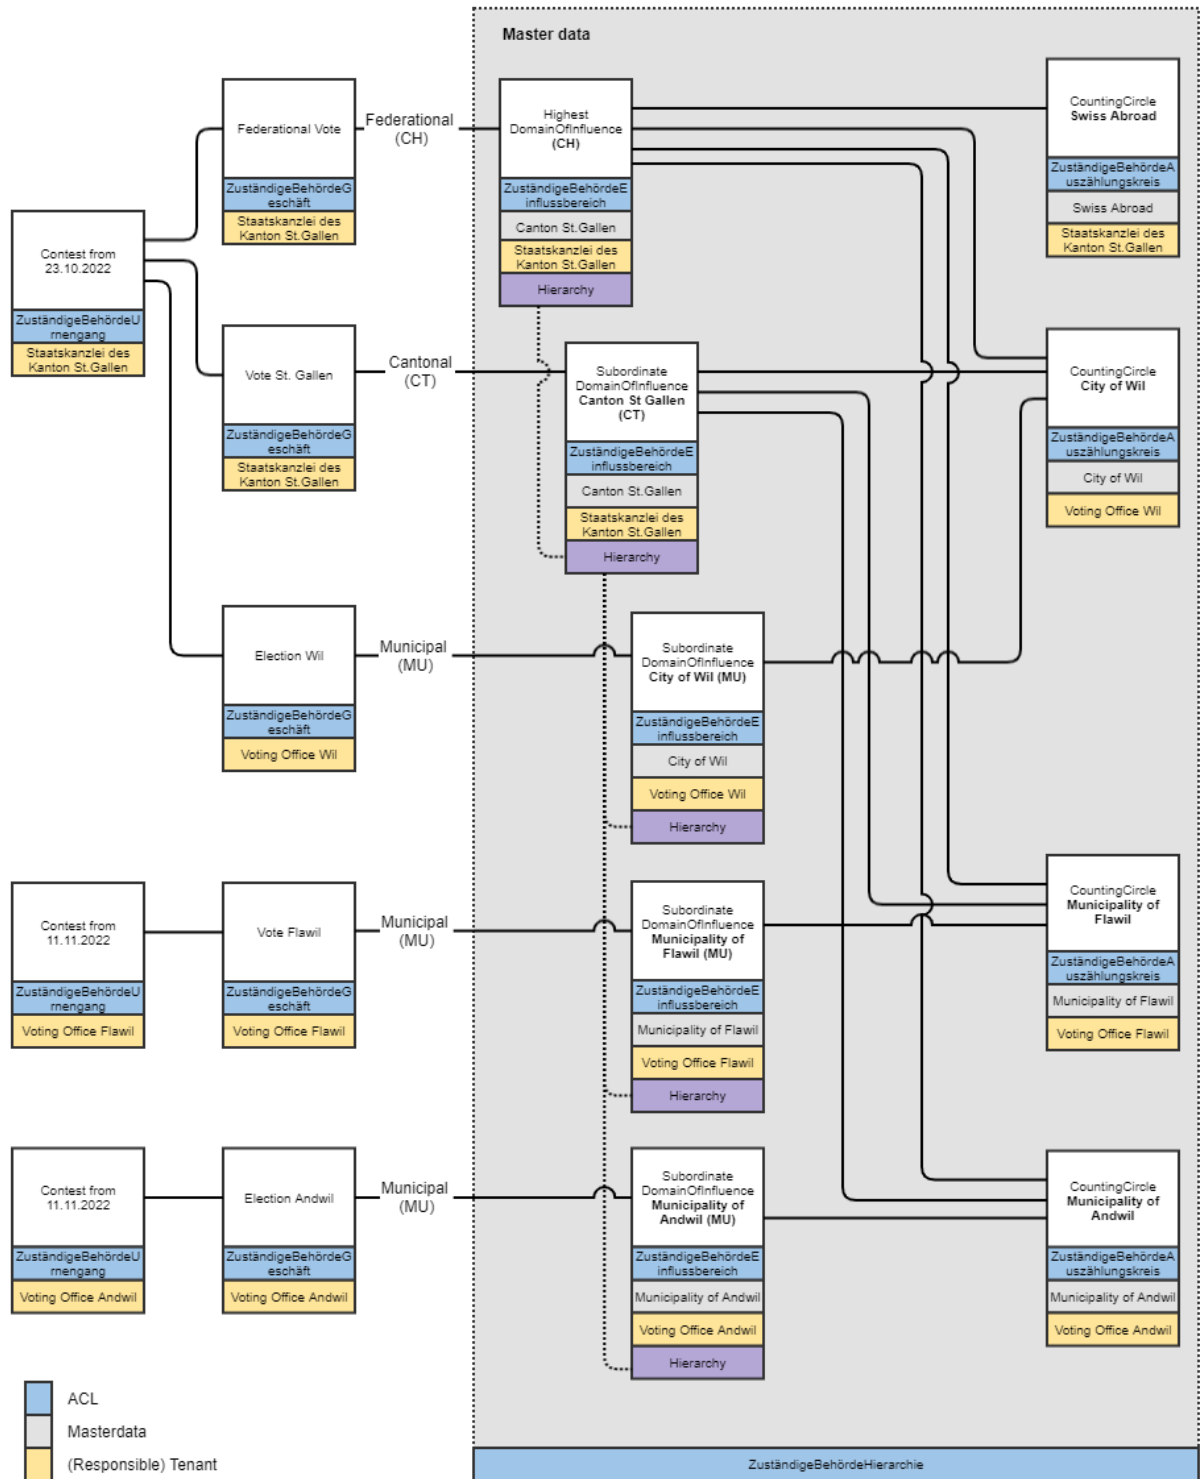 Master data
Federational Vote
ZuständigeBehördeG
eschäft
Staatskanzlei des
Kanton St.Gallen
Federational
(CH)
Highest
DomainOfInfluence
(CH)
ZuständigeBehördeE
influssbereich
Canton St.Gallen
Staatskanzlei des
Kanton St.Gallen
Hierarchy
CountingCircle
Swiss Abroad
ZuständigeBehördeA
uszählungskreis
Swiss Abroad
Staatskanzlei des
Kanton St.Gallen
Contest from
23.10.2022
ZuständigeBehördeU
rnengang
Staatskanzlei des
Kanton St.Gallen
Vote St. Gallen
ZuständigeBehördeG
eschäft
Staatskanzlei des
Kanton St.Gallen
Cantonal
(CT)
Subordinate
DomainOfInfluence
Canton St Gallen
(CT)
ZuständigeBehördeE
influssbereich
Canton St.Gallen
Staatskanzlei des
Kanton St.Gallen
Hierarchy
CountingCircle
City of Wil
ZuständigeBehördeA
uszählungskreis
City of Wil
Voting Office Wil
Election Wil
ZuständigeBehördeG
eschäft
Voting Office Wil
Municipal
(MU)
Subordinate
DomainOfInfluence
City of Wil (MU)
ZuständigeBehördeE
influssbereich
City of Wil
Voting Office Wil
Hierarchy
Contest from
11.11.2022
ZuständigeBehördeU
rnengang
Voting Office Flawil
Vote Flawil
ZuständigeBehördeG
eschäft
Voting Office Flawil
Municipal
(MU)
Subordinate
DomainOfInfluence
Municipality of
Flawil (MU)
ZuständigeBehördeE
influssbereich
Municipality of Flawil
Voting Office Flawil
Hierarchy
CountingCircle
Municipality of
Flawil
ZuständigeBehördeA
uszählungskreis
Municipality of Flawil
Voting Office Flawil
Contest from
11.11.2022
ZuständigeBehördeU
rnengang
Voting Office Andwil
Election Andwil
ZuständigeBehördeG
eschäft
Voting Office Andwil
Municipal
(MU)
Subordinate
DomainOfInfluence
Municipality of
Andwil (MU)
ZuständigeBehördeE
influssbereich
Municipality of Andwil
Voting Office Andwil
Hierarchy
CountingCircle
Municipality of
Andwil
ZuständigeBehördeA
uszählungskreis
Municipality of Andwil
Voting Office Andwil
ACL
Masterdata
(Responsible) Tenant
ZuständigeBehördeHierarchie